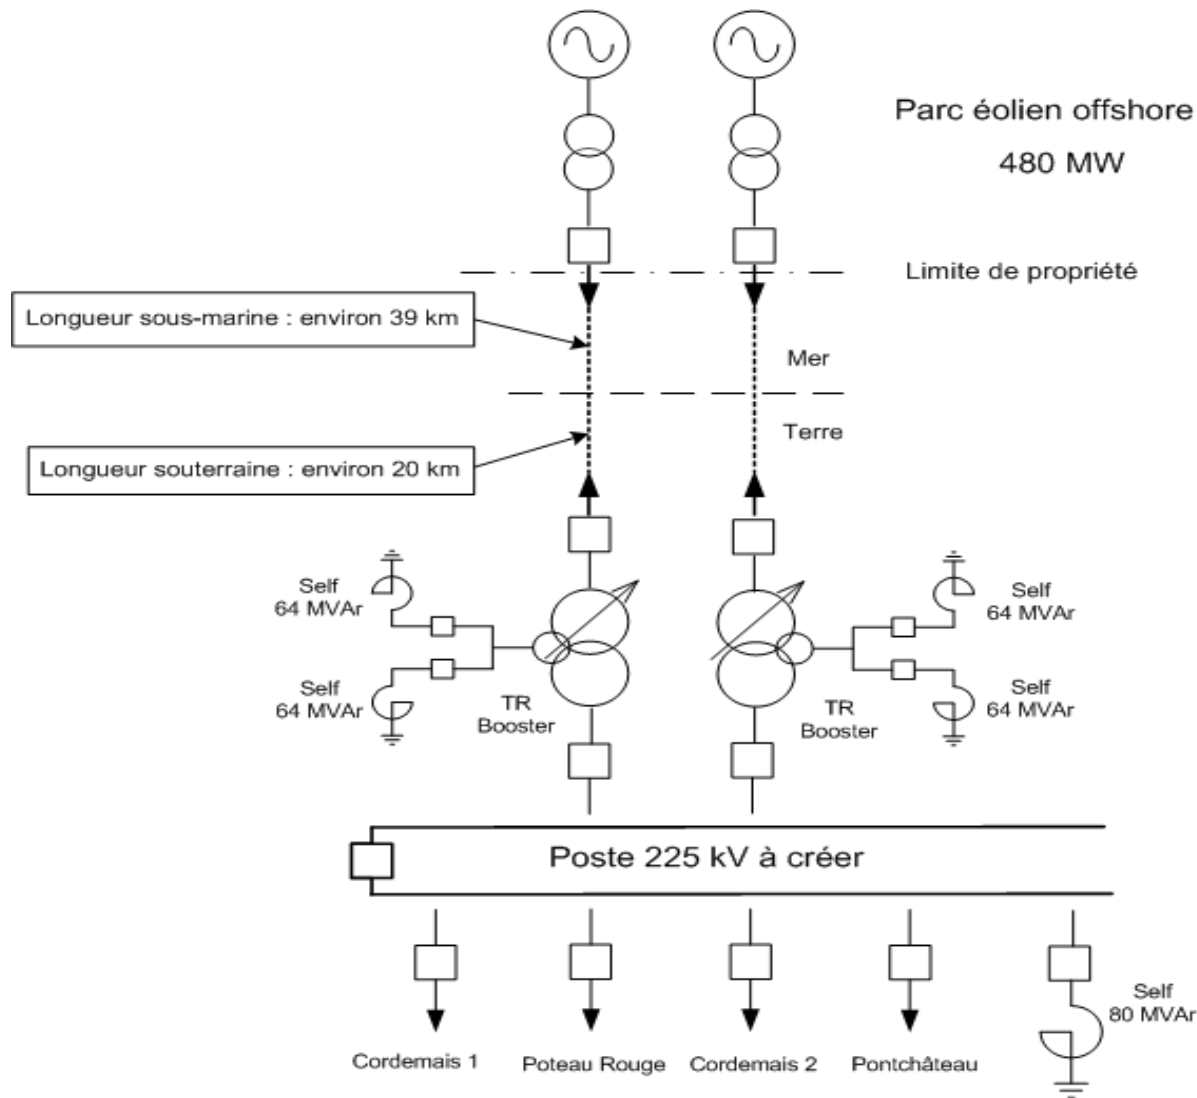 Parc éolien offshore
480 MW
Limite de propriété
Longueur sous-marine : environ 39 km
Mer
Terre
Longueur souterraine : environ 20 km
Self
64 MVAr
Self
64 MVAr
Self
64 MVAr
Self
64 MVAr
TR
Booster
TR
Booster
Poste 225 kV à créer
Self
80 MVAr
Cordemais 1
Poteau Rouge
Cordemais 2
Pontchâteau